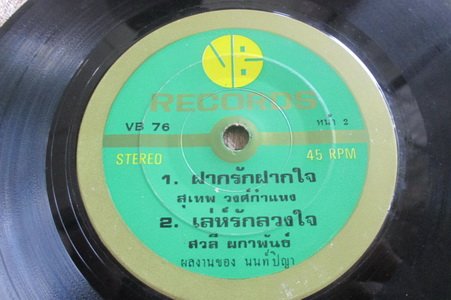 VB
RECORDS
VB 76 หน้า 2
STEREO 45 RPM
1. ฝากรักฝากใจ
สุเทพ วงศ์กำแหง
2. เล่ห์รักลวงใจ
สวลี ผกาพันธ์
ผลงานของ นนท์ปิญา